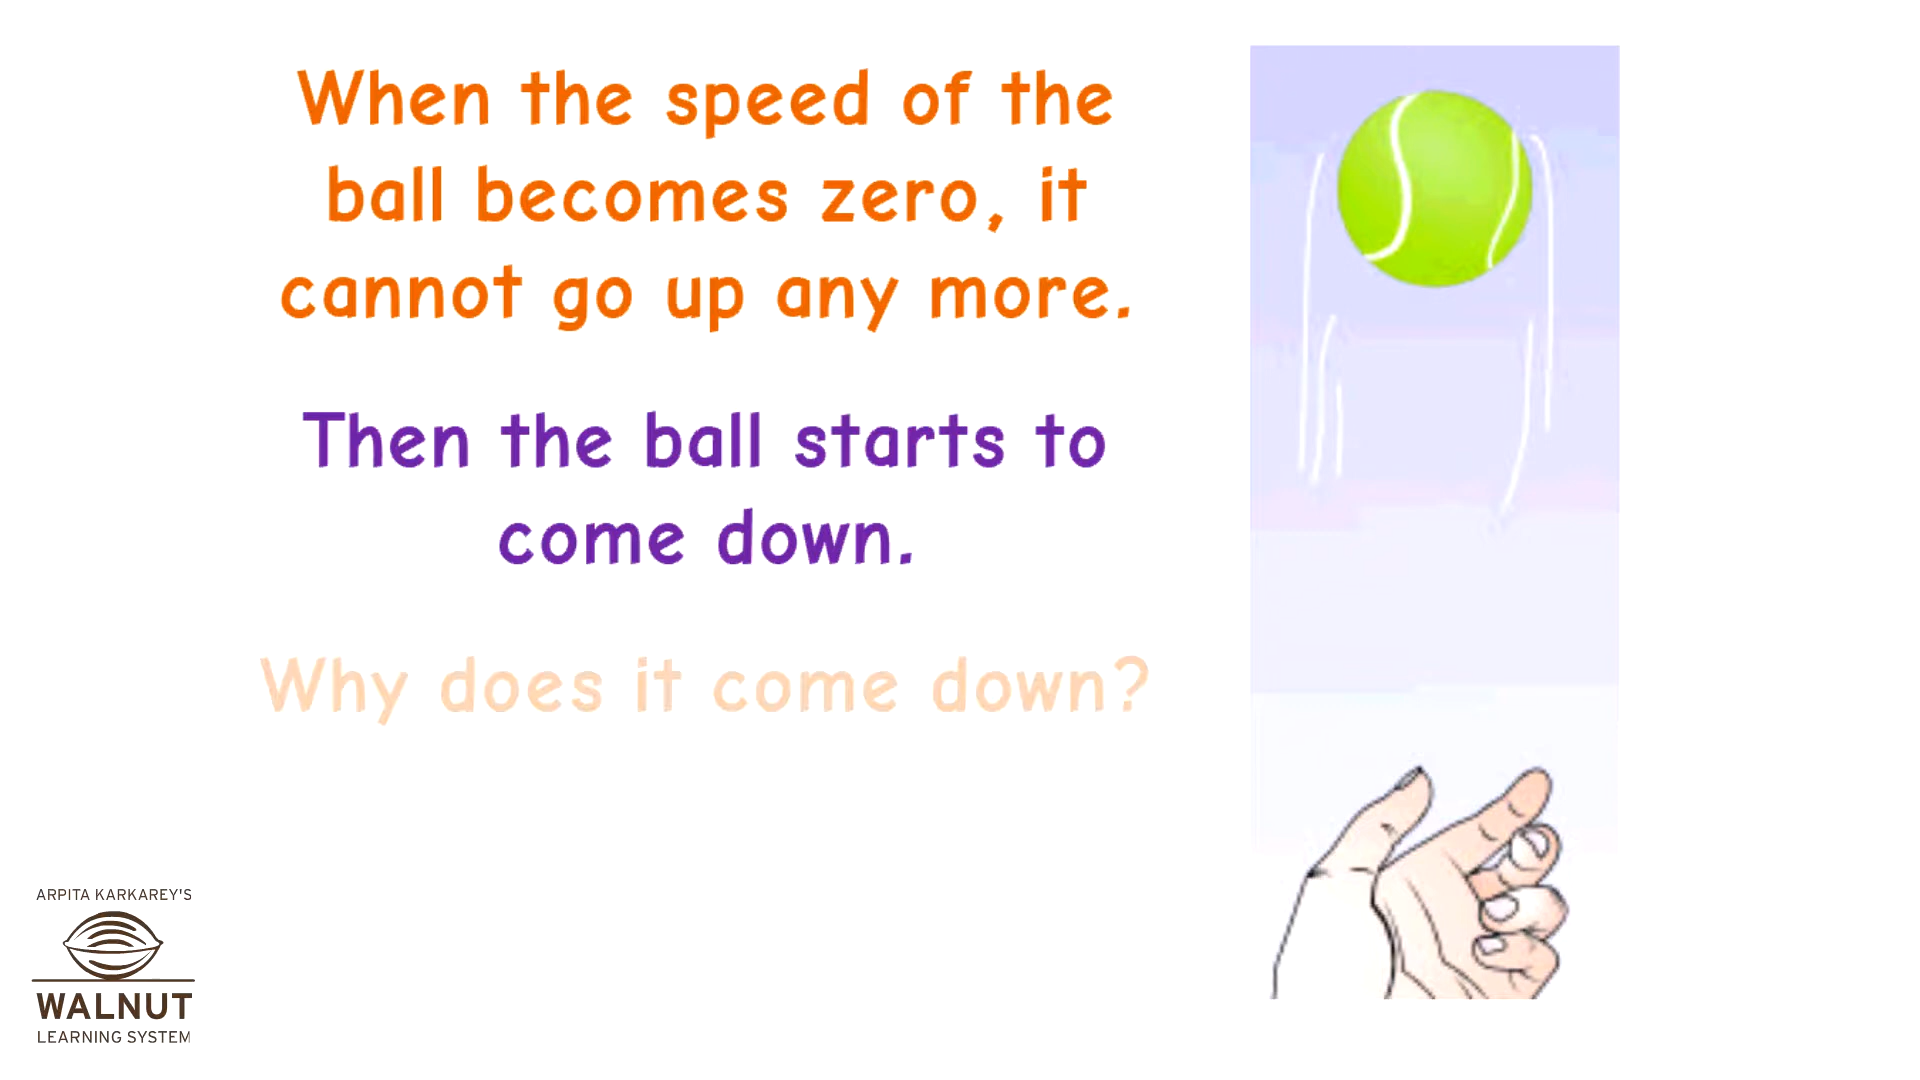 When the speed of the
ball becomes zero, it
cannot go up any more.
Then the ball starts to
come down.
Why does it come down?
ARPITA KARKAREY'S
WALNUT
LEARNING SYSTEM